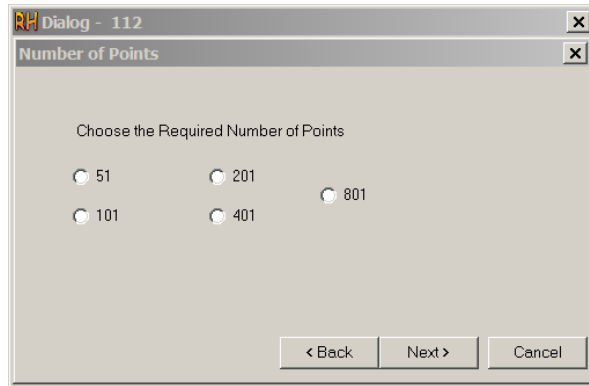 RH Dialog - 112
Number of Points
Choose the Required Number of Points
51 201
801
101 401
< Back Next > Cancel